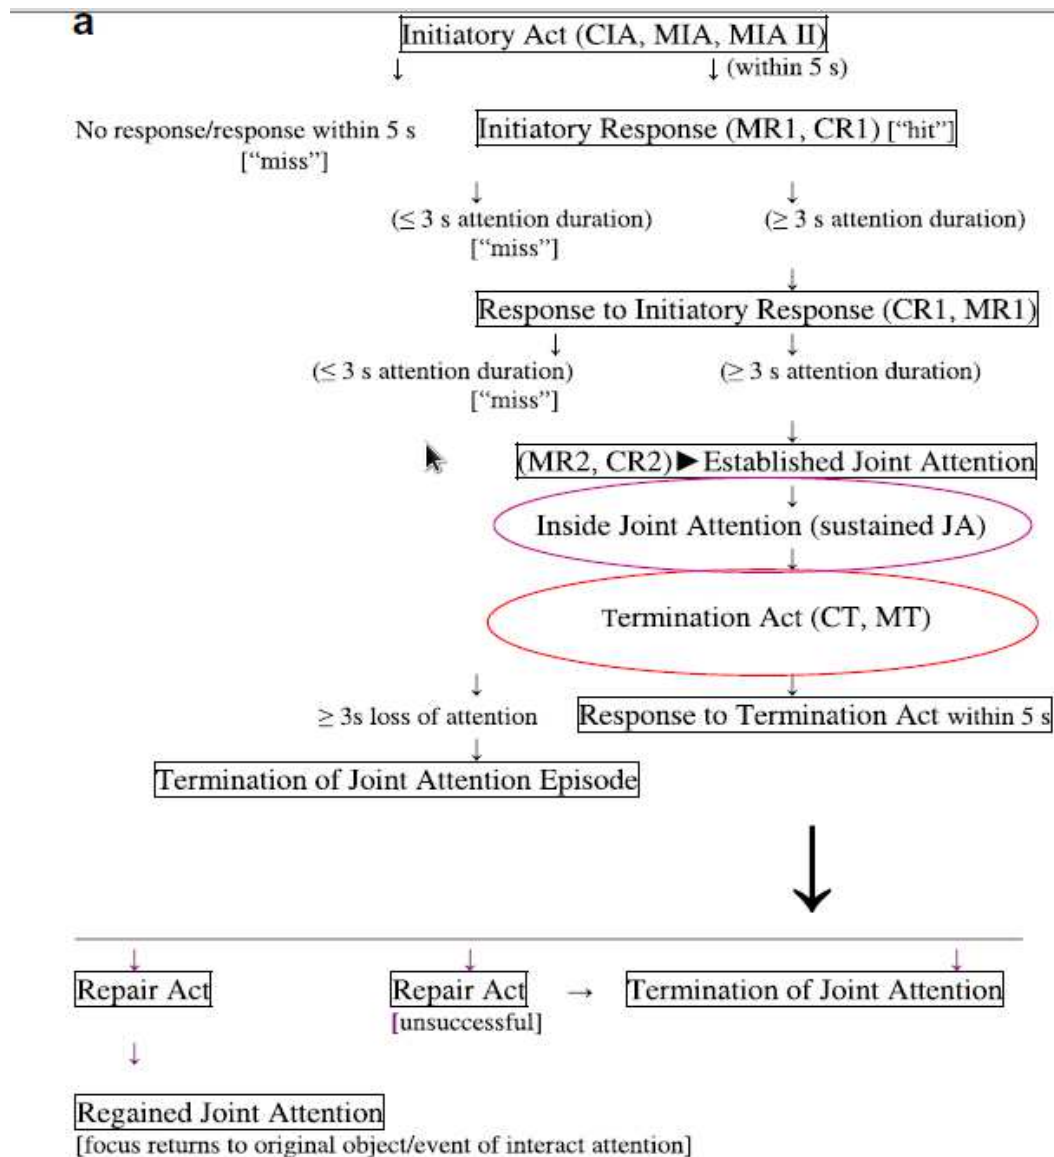 a
Initiatory Act (CIA, MIA, MIA II)
↓ ↓ (within 5 s)
No response/response within 5 s
["miss"]
Initiatory Response (MR1, CR1) ["hit"]
↓ ↓
(≤ 3 s attention duration) (≥ 3 s attention duration)
["miss"]
↓
Response to Initiatory Response (CR1, MR1)
↓ ↓
(≤ 3 s attention duration) (≥ 3 s attention duration)
["miss"]
↓
(MR2, CR2)►Established Joint Attention
↓
Inside Joint Attention (sustained JA)
↓
Termination Act (CT, MT)
↓ ↓
≥ 3s loss of attention
Response to Termination Act within 5 s
↓
Termination of Joint Attention Episode
↓
↓ ↓ ↓
Repair Act
Repair Act → Termination of Joint Attention
[unsuccessful]
↓
Regained Joint Attention
[focus returns to original object/event of interact attention]